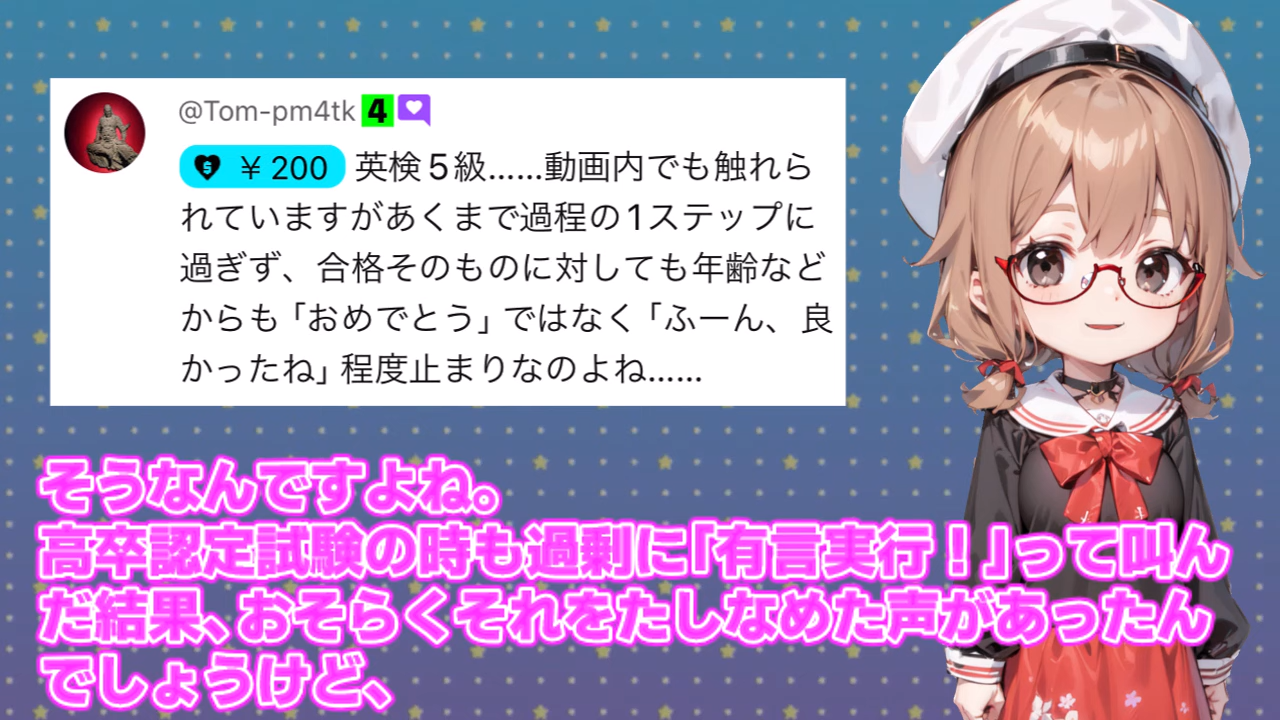 @Tom-pm4tk 4
¥200 英検5級……動画内でも触れら
れていますがあくまで過程の1ステップに
過ぎず、合格そのものに対しても年齢など
からも「おめでとう」ではなく「ふーん、良
かったね」程度止まりなのよね……
そうなんですよね。
高卒認定試験の時も過剰に「有言実行！」って叫ん
だ結果、おそらくそれをたしなめた声があったん
でしょうけど、